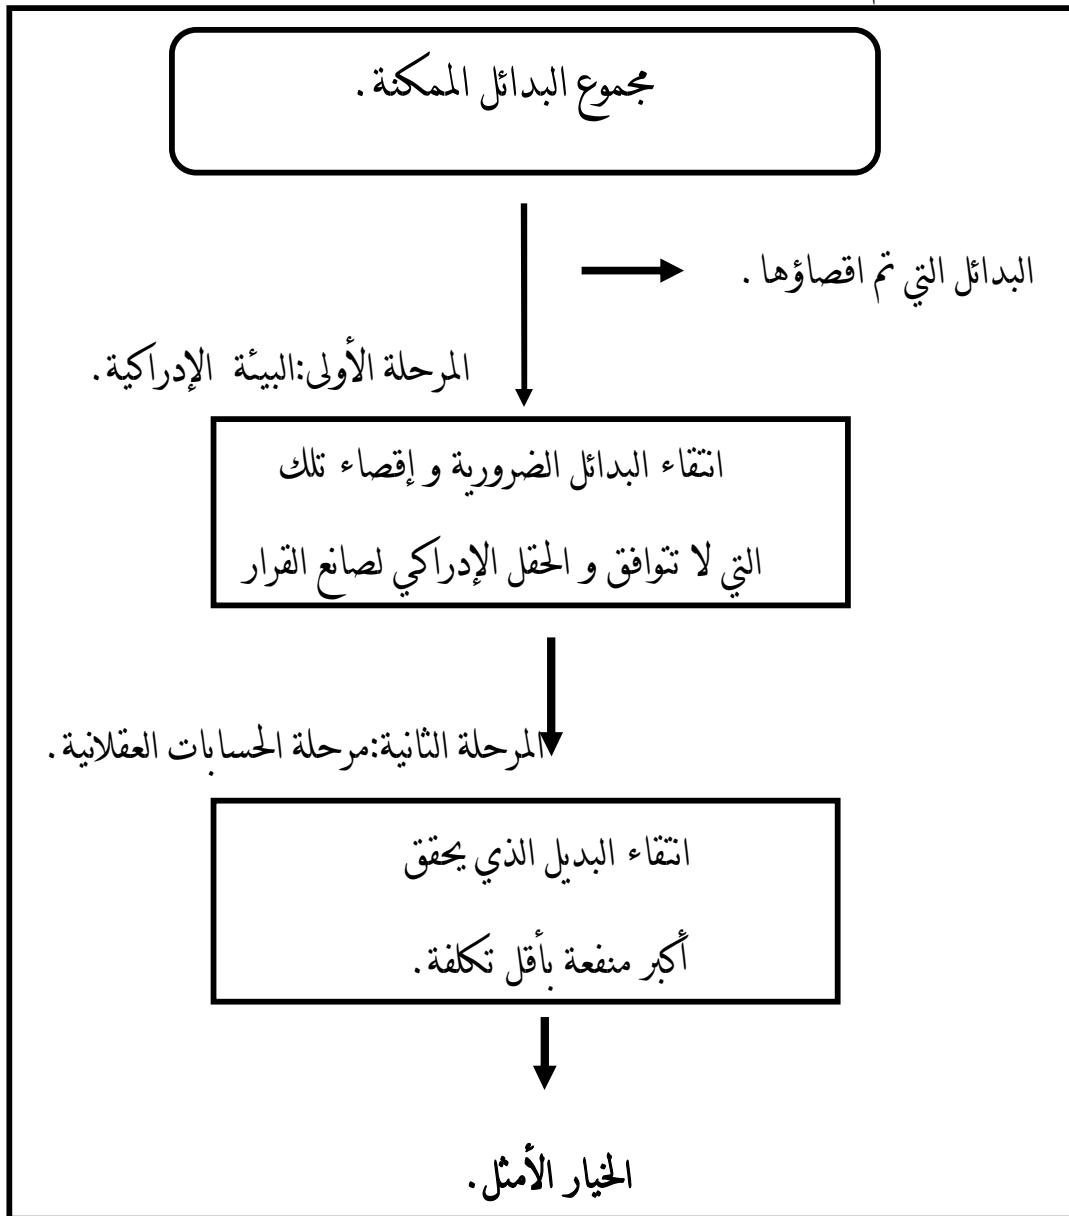 مجموع البدائل الممكنة .
البدائل التي تم اقصاؤها .
المرحلة الأولى:البيئة الإدراكية.
انتقاء البدائل الضرورية و إقصاء تلك
التي لا تتوافق و الحقل الإدراكي لصانع القرار
المرحلة الثانية:مرحلة الحسابات العقلانية.
انتقاء البديل الذي يحقق
أكبر منفعة بأقل تكلفة.
الخيار الأمثل.